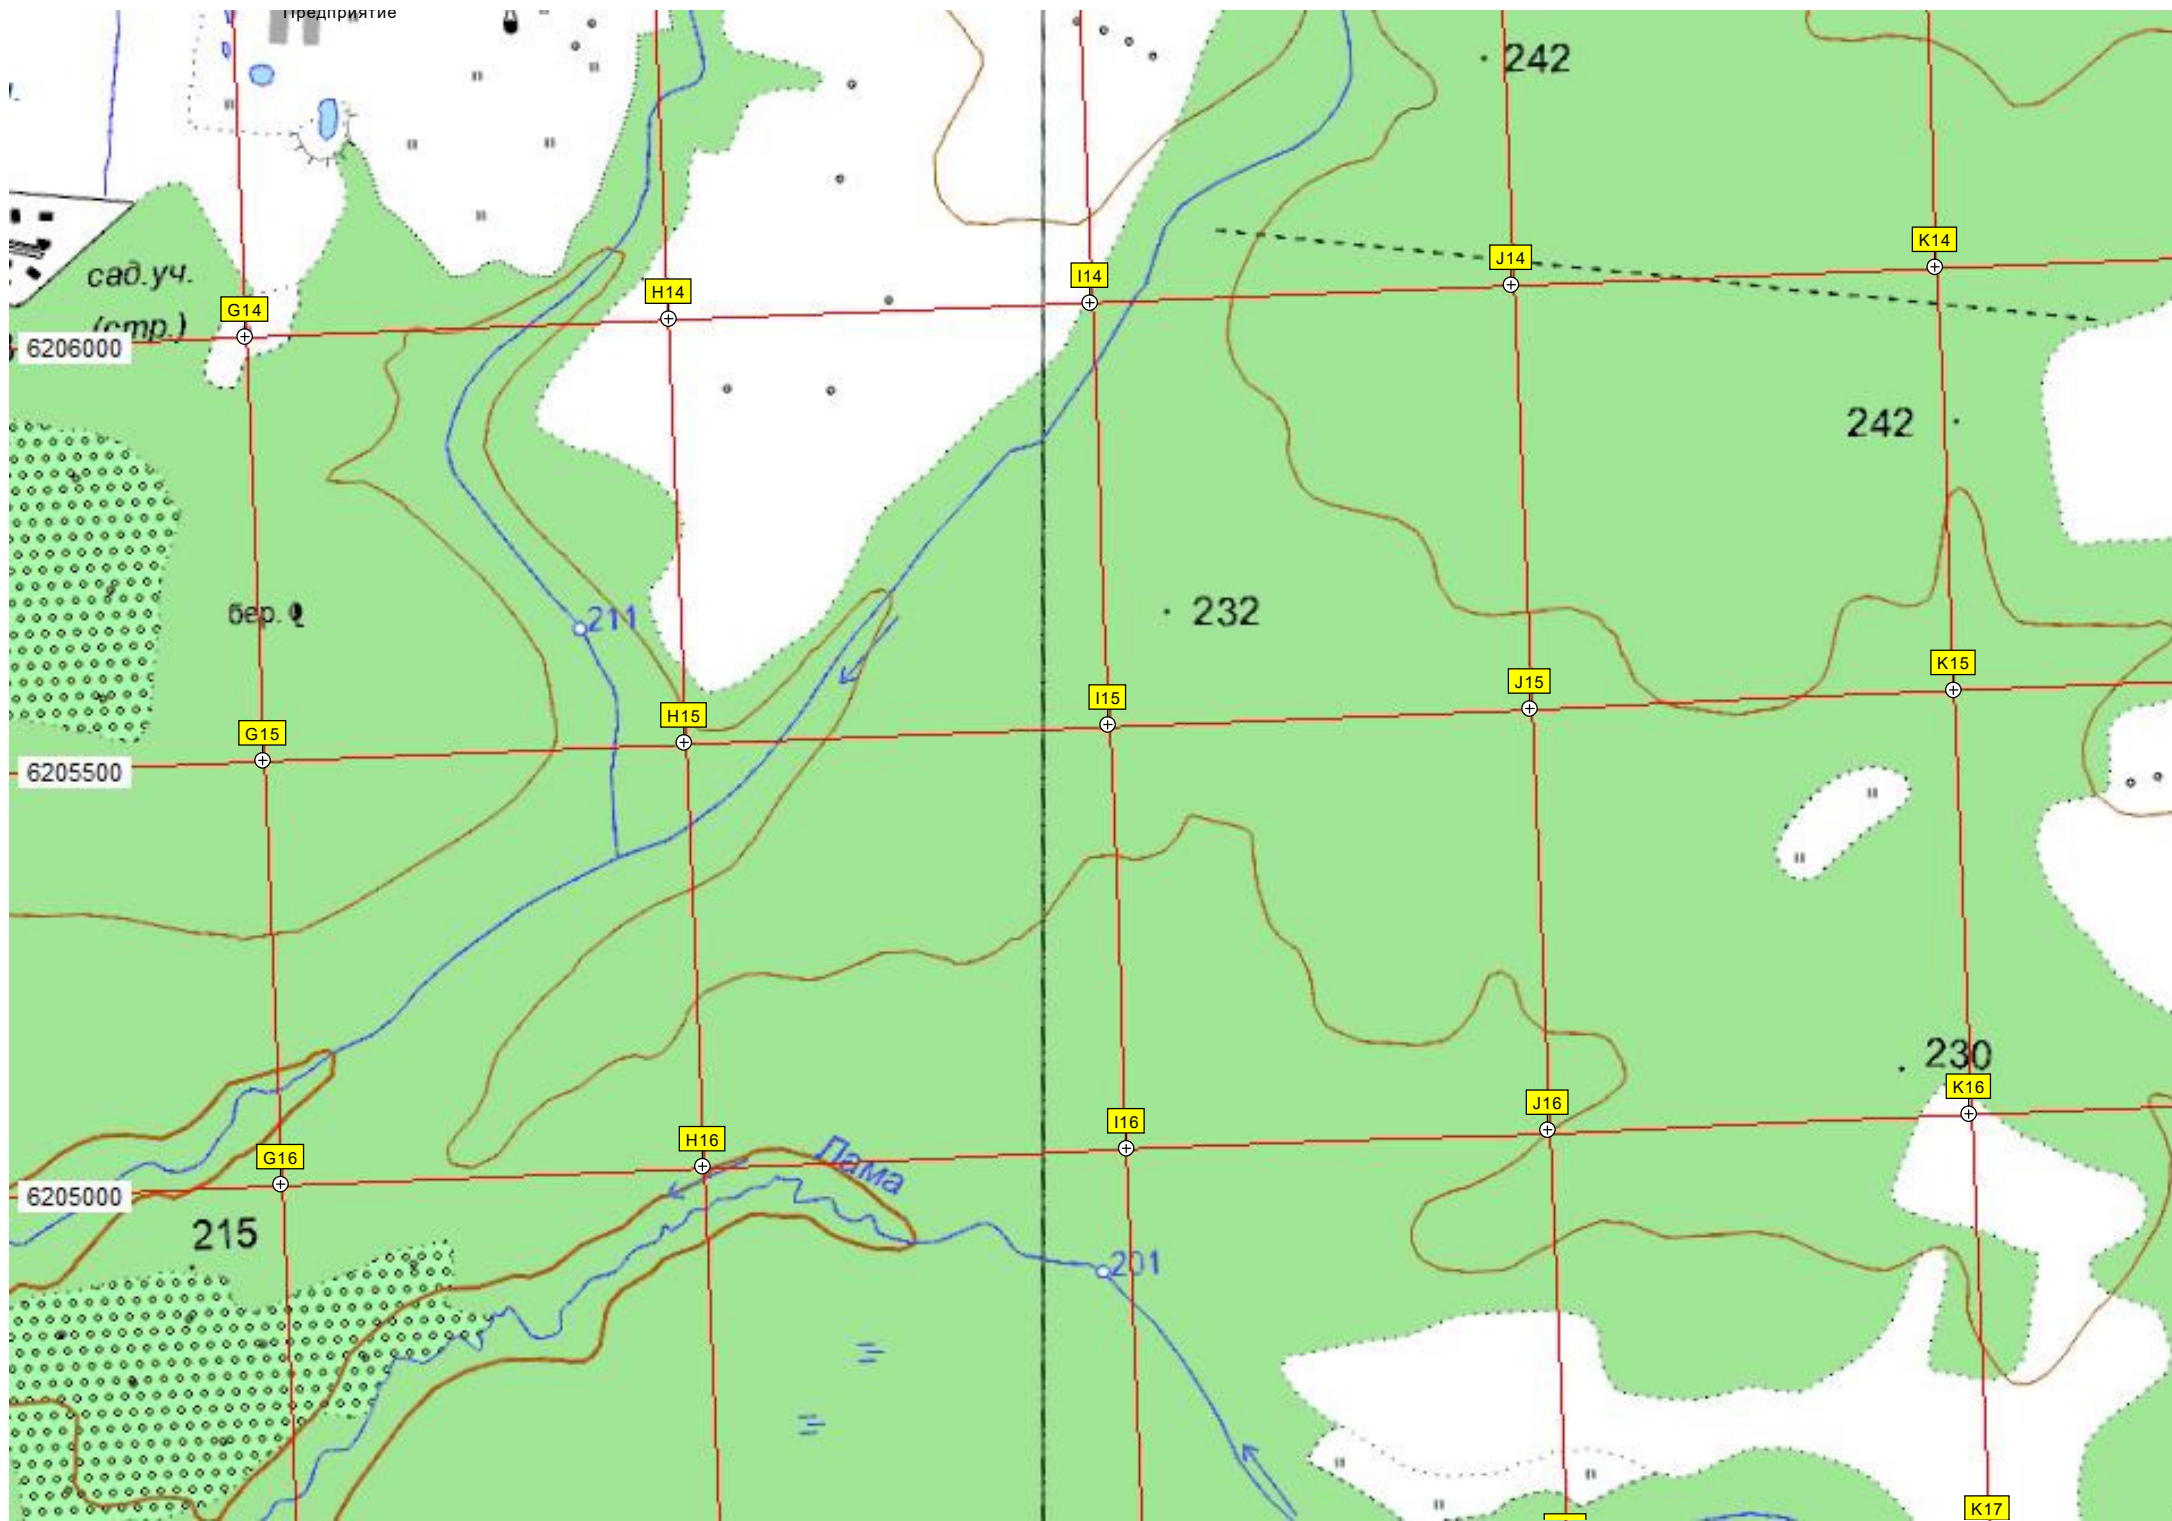 Предприятие
242
K14
J14
I14
сад.уч.
H14
G14
(стр.)
6206000
242
бер.
211
232
K15
J15
I15
H15
G15
6205500
230
K16
J16
I16
H16
G16
Лама
6205000
215
201
K17